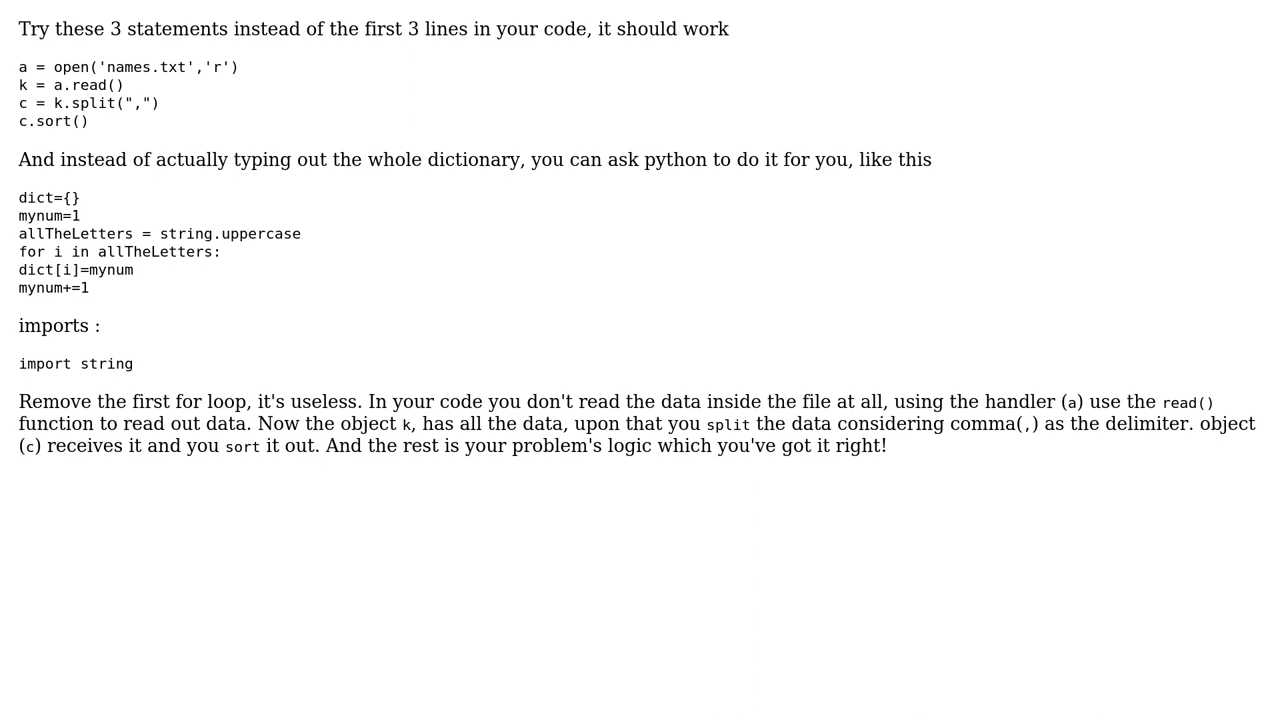 Try these 3 statements instead of the first 3 lines in your code, it should work
a = open('names.txt','r')
k = a.read()
c = k.split(",")
c.sort()
And instead of actually typing out the whole dictionary, you can ask python to do it for you, like this
dict={}
mynum=1
allTheLetters = string.uppercase
for i in allTheLetters:
dict[i]=mynum
mynum+=1
imports :
import string
Remove the first for loop, it's useless. In your code you don't read the data inside the file at all, using the handler (a) use the read()
function to read out data. Now the object k, has all the data, upon that you split the data considering comma(,) as the delimiter. object
(c) receives it and you sort it out. And the rest is your problem's logic which you've got it right!